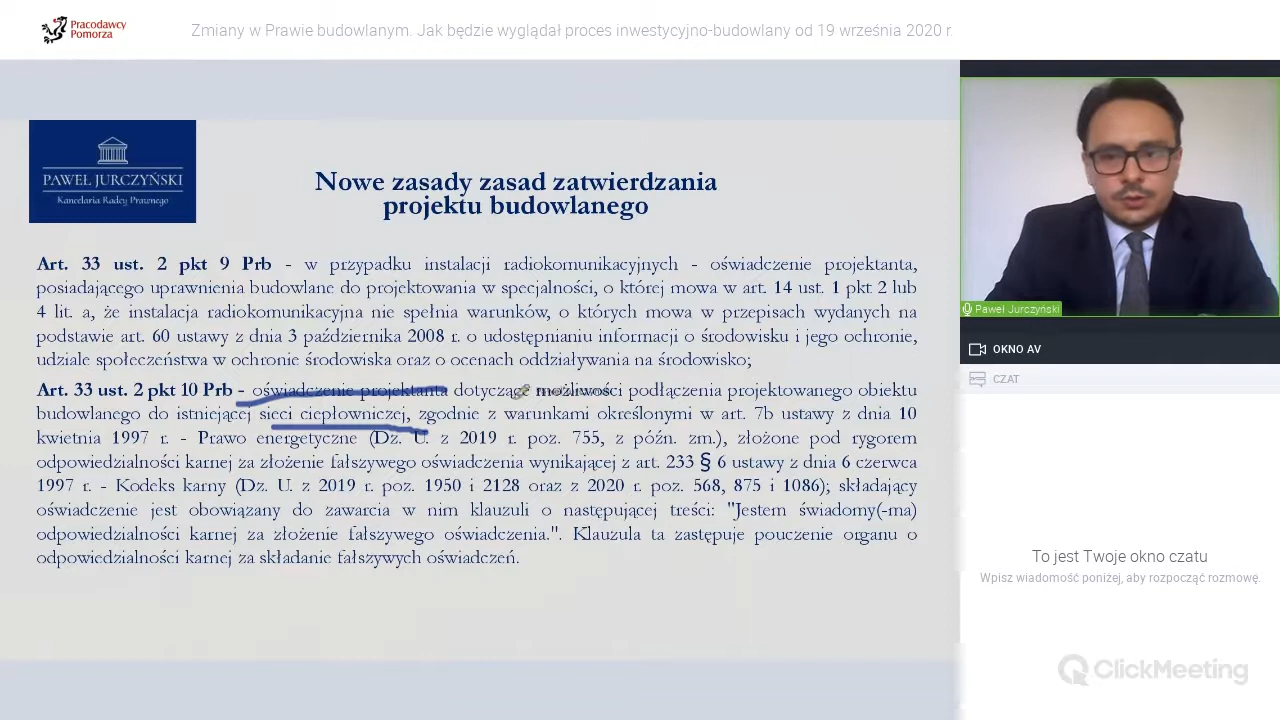 Pracodawcy
Pomorza
Zmiany w Prawie budowlanym. Jak będzie wyglądał proces inwestycyjno-budowlany od 19 września 2020 r.
PAWEŁ JURCZYŃSKI
Kancelaria Radcy Prawnego
Nowe zasady zasad zatwierdzania
projektu budowlanego
Art. 33 ust. 2 pkt 9 Prb - w przypadku instalacji radiokomunikacyjnych - oświadczenie projektanta,
posiadającego uprawnienia budowlane do projektowania w specjalności, o której mowa w art. 14 ust. 1 pkt 2 lub
4 lit. a, że instalacja radiokomunikacyjna nie spełnia warunków, o których mowa w przepisach wydanych na
podstawie art. 60 ustawy z dnia 3 października 2008 r. o udostępnianiu informacji o środowisku i jego ochronie,
udziale społeczeństwa w ochronie środowiska oraz o ocenach oddziaływania na środowisko;
Art. 33 ust. 2 pkt 10 Prb - oświadczenie projektanta dotyczące możliwości podłączenia projektowanego obiektu
budowlanego do istniejącej sieci ciepłowniczej, zgodnie z warunkami określonymi w art. 7b ustawy z dnia 10
kwietnia 1997 r. - Prawo energetyczne (Dz. U. z 2019 r. poz. 755, z późn. zm.), złożone pod rygorem
odpowiedzialności karnej za złożenie fałszywego oświadczenia wynikającej z art. 233 § 6 ustawy z dnia 6 czerwca
1997 r. - Kodeks karny (Dz. U. z 2019 r. poz. 1950 i 2128 oraz z 2020 r. poz. 568, 875 i 1086); składający
oświadczenie jest obowiązany do zawarcia w nim klauzuli o następującej treści: "Jestem świadomy(-ma)
odpowiedzialności karnej za złożenie fałszywego oświadczenia.". Klauzula ta zastępuje pouczenie organu o
odpowiedzialności karnej za składanie fałszywych oświadczeń.
Paweł Jurczyński
OKNO AV
CZAT
To jest Twoje okno czatu
Wpisz wiadomość poniżej, aby rozpocząć rozmowę.
ClickMeeting